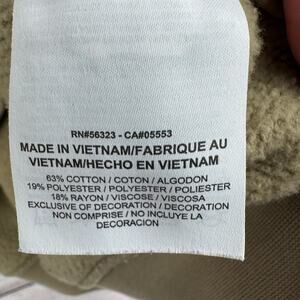 RN#56323 - CA#05553
MADE IN VIETNAM/FABRIQUE AU
VIETNAM/HECHO EN VIETNAM
63% COTTON / COTON / ALGODON
19% POLYESTER / POLYESTER / POLIESTER
18% RAYON / VISCOSE / VISCOSA
EXCLUSIVE OF DECORATION / DECORATION
NON COMPRISE / NO INCLUYE LA
DECORACION